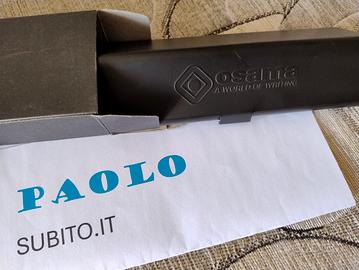 osama
A WORLD OF WRITING
PAOLO
SUBITO.IT